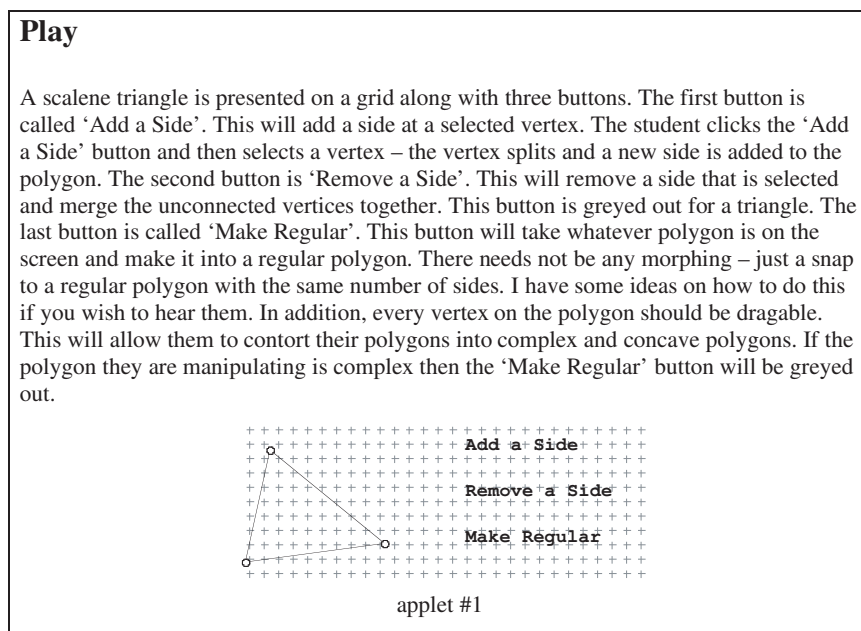 Play
A scalene triangle is presented on a grid along with three buttons. The first button is
called ‘Add a Side’. This will add a side at a selected vertex. The student clicks the ‘Add
a Side’ button and then selects a vertex – the vertex splits and a new side is added to the
polygon. The second button is ‘Remove a Side’. This will remove a side that is selected
and merge the unconnected vertices together. This button is greyed out for a triangle. The
last button is called ‘Make Regular’. This button will take whatever polygon is on the
screen and make it into a regular polygon. There needs not be any morphing – just a snap
to a regular polygon with the same number of sides. I have some ideas on how to do this
if you wish to hear them. In addition, every vertex on the polygon should be dragable.
This will allow them to contort their polygons into complex and concave polygons. If the
polygon they are manipulating is complex then the ‘Make Regular’ button will be greyed
out.
Add a Side
Remove a Side
Make Regular
applet #1